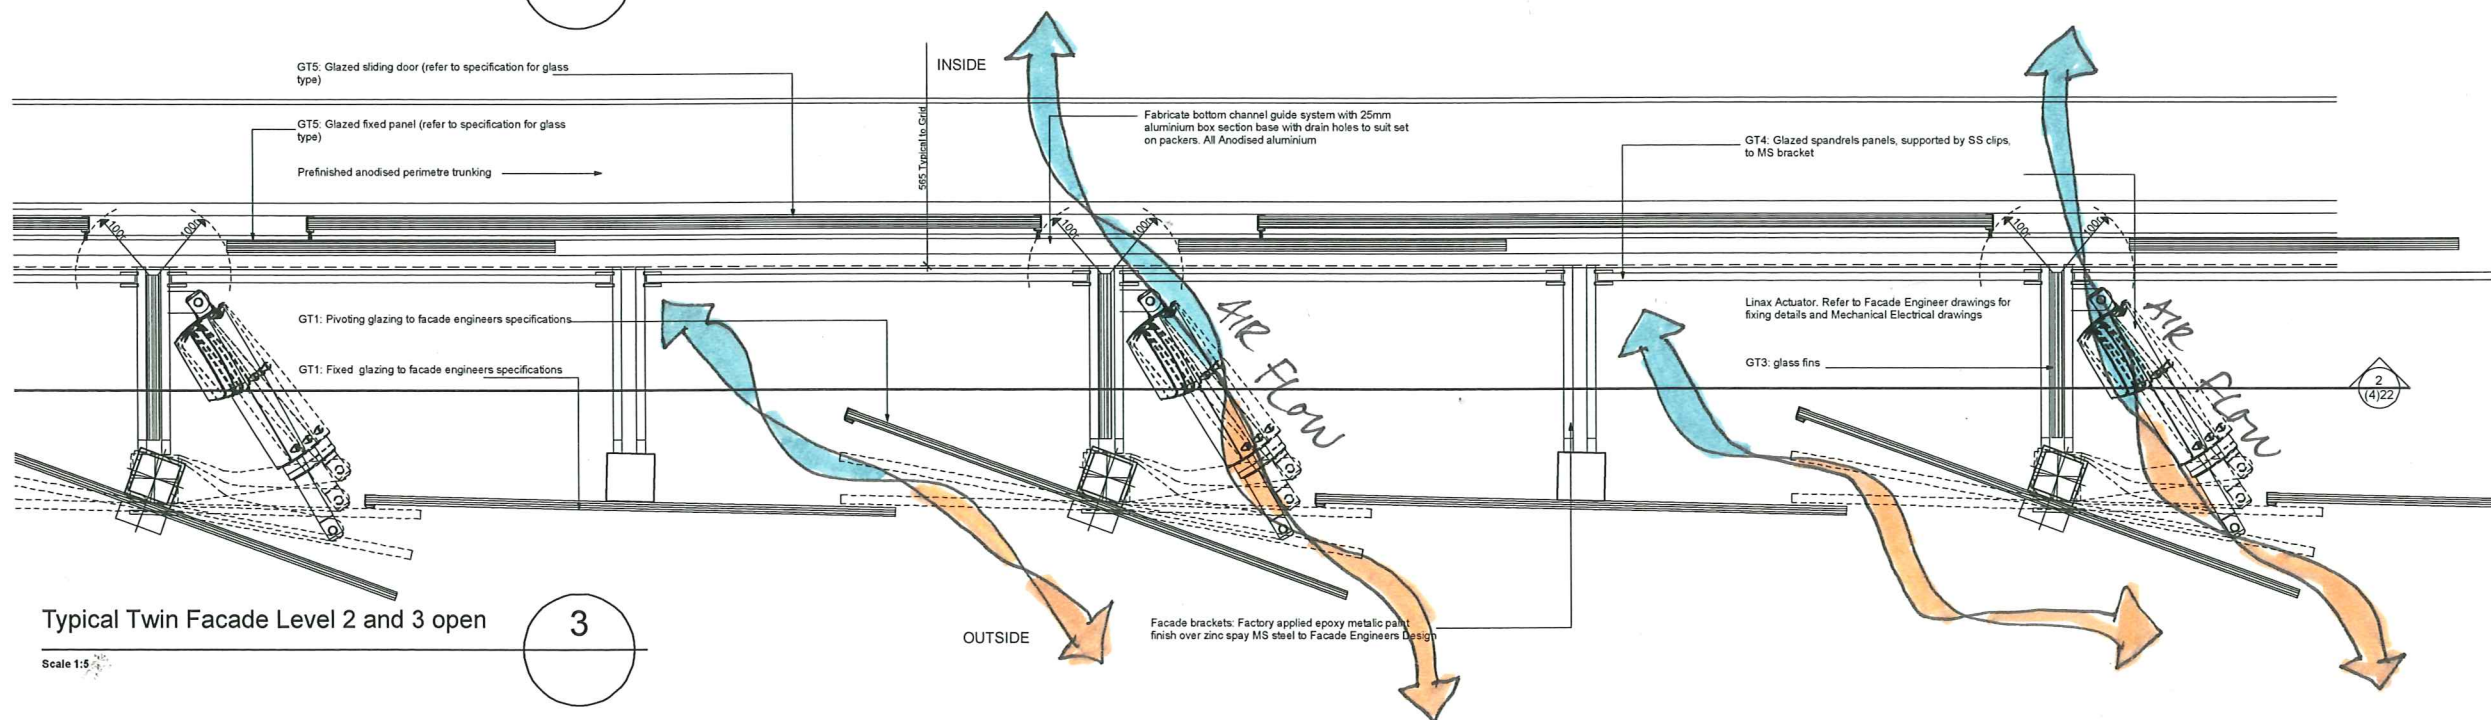 GT5: Glazed sliding door (refer to specification for glass
type)
INSIDE
GT5: Glazed fixed panel (refer to specification for glass
type)
Prefinished anodised perimetre trunking
565 Typical to Grid
Fabricate bottom channel guide system with 25mm
aluminium box section base with drain holes to suit set
on packers. All Anodised aluminium
GT4: Glazed spandrels panels, supported by SS clips,
to MS bracket
100r
100r
100r
100r
100r
100r
GT1: Pivoting glazing to facade engineers specifications
GT1: Fixed glazing to facade engineers specifications
AIR FLOW
Linax Actuator. Refer to Facade Engineer drawings for
fixing details and Mechanical Electrical drawings
GT3: glass fins
AIR
FLOW
2
(4)22
Typical Twin Facade Level 2 and 3 open
3
Scale 1:5
OUTSIDE
Facade brackets: Factory applied epoxy metalic paint
finish over zinc spay MS steel to Facade Engineers Design